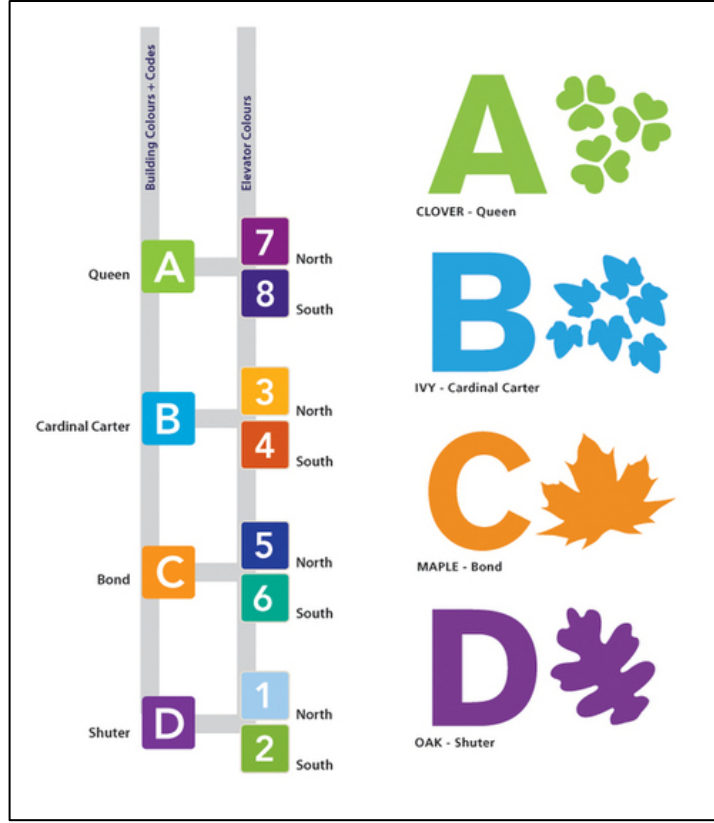 Building Colours + Codes
Elevator Colours
Queen
A
7
North
8
South
Cardinal Carter
B
3
North
4
South
Bond
C
5
North
6
South
Shuter
D
1
North
2
South
A
CLOVER - Queen
B
IVY - Cardinal Carter
C
MAPLE - Bond
D
OAK - Shuter